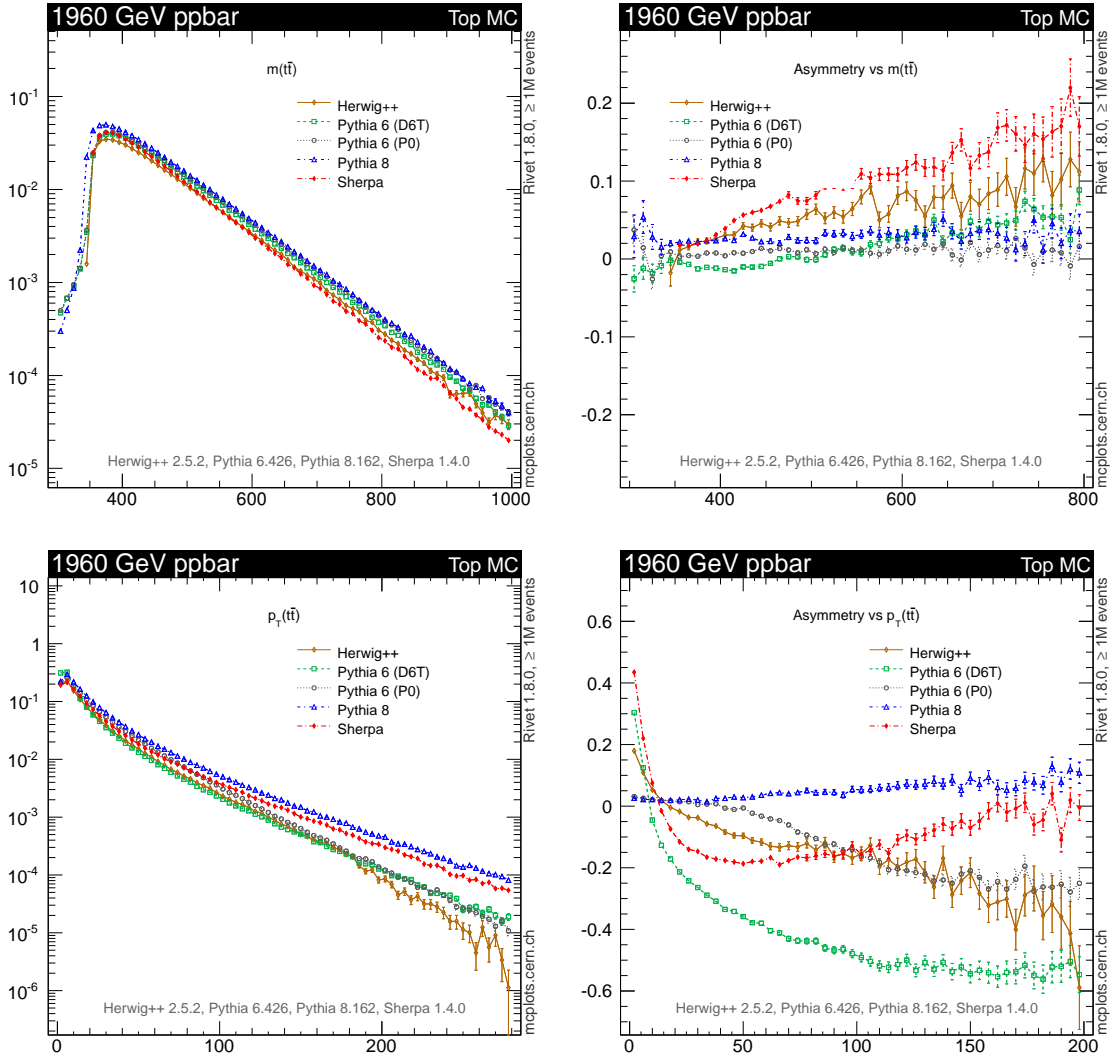 1960 GeV ppbar Top MC
m(tt̄)
Herwig++
Pythia 6 (D6T)
Pythia 6 (P0)
Pythia 8
Sherpa
10⁻¹
10⁻²
10⁻³
10⁻⁴
10⁻⁵
Herwig++ 2.5.2, Pythia 6.426, Pythia 8.162, Sherpa 1.4.0
400 600 800 1000
Rivet 1.8.0, ≥ 1M events
mcplots.cern.ch
1960 GeV ppbar Top MC
Asymmetry vs m(tt̄)
Herwig++
Pythia 6 (D6T)
Pythia 6 (P0)
Pythia 8
Sherpa
0.2
0.1
0
-0.1
-0.2
Herwig++ 2.5.2, Pythia 6.426, Pythia 8.162, Sherpa 1.4.0
400 600 800
Rivet 1.8.0, ≥ 1M events
mcplots.cern.ch
1960 GeV ppbar Top MC
p_T(tt̄)
Herwig++
Pythia 6 (D6T)
Pythia 6 (P0)
Pythia 8
Sherpa
10
1
10⁻¹
10⁻²
10⁻³
10⁻⁴
10⁻⁵
10⁻⁶
Herwig++ 2.5.2, Pythia 6.426, Pythia 8.162, Sherpa 1.4.0
0 100 200
Rivet 1.8.0, ≥ 1M events
mcplots.cern.ch
1960 GeV ppbar Top MC
Asymmetry vs p_T(tt̄)
Herwig++
Pythia 6 (D6T)
Pythia 6 (P0)
Pythia 8
Sherpa
0.6
0.4
0.2
0
-0.2
-0.4
-0.6
Herwig++ 2.5.2, Pythia 6.426, Pythia 8.162, Sherpa 1.4.0
0 50 100 150 200
Rivet 1.8.0, ≥ 1M events
mcplots.cern.ch